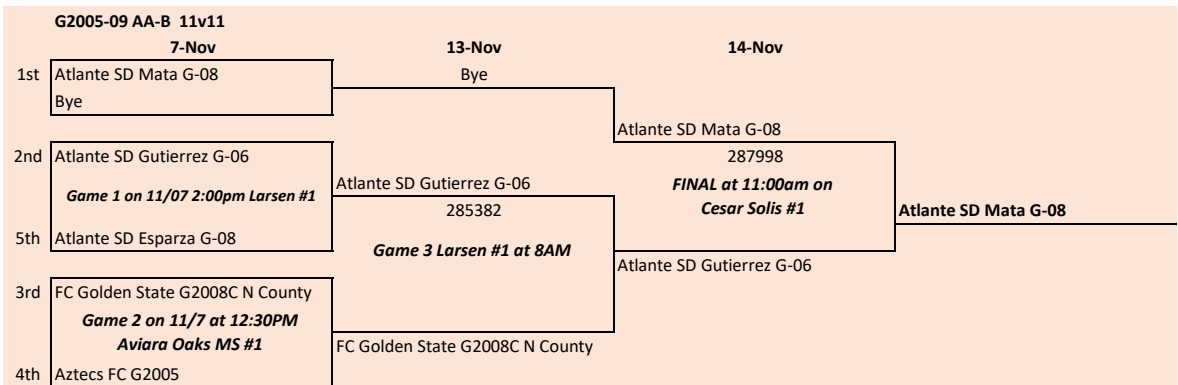 G2005-09 AA-B 11v11
7-Nov 13-Nov 14-Nov
1st Atlante SD Mata G-08 Bye
Bye
Atlante SD Mata G-08
2nd Atlante SD Gutierrez G-06 287998
Game 1 on 11/07 2:00pm Larsen #1
Atlante SD Gutierrez G-06
FINAL at 11:00am on
Cesar Solis #1
285382
Atlante SD Mata G-08
5th Atlante SD Esparza G-08
Game 3 Larsen #1 at 8AM
Atlante SD Gutierrez G-06
3rd FC Golden State G2008C N County
Game 2 on 11/7 at 12:30PM
Aviara Oaks MS #1
FC Golden State G2008C N County
4th Aztecs FC G2005